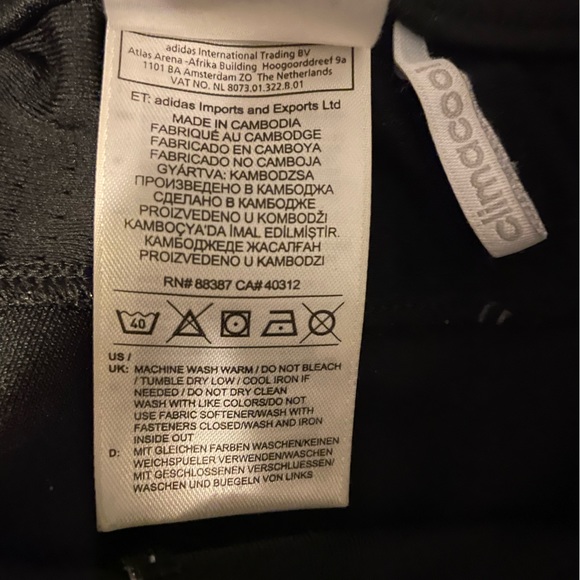 adidas International Trading BV
Atlas Arena-Afrika Building Hoogoorddreef 9a
1101 BA Amsterdam ZO The Netherlands
VAT NO. NL 8073.01.322.B.01
ET: adidas Imports and Exports Ltd
MADE IN CAMBODIA
FABRIQUÉ AU CAMBODGE
FABRICADO EN CAMBOYA
FABRICADO NO CAMBOJA
GYÁRTVA: KAMBODZSA
ПРОИЗВЕДЕНО В КАМБОДЖА
СДЕЛАНО В КАМБОДЖЕ
PROIZVEDENO U KOMBODŽI
KAMBOÇYA'DA İMAL EDİLMİŞTİR.
КАМБОДЖЕДЕ ЖАСАЛҒАН
PROIZVEDENO U KAMBODZI
RN# 88387 CA# 40312
40
US /
UK: MACHINE WASH WARM / DO NOT BLEACH
/ TUMBLE DRY LOW / COOL IRON IF
NEEDED / DO NOT DRY CLEAN
WASH WITH LIKE COLORS/DO NOT
USE FABRIC SOFTENER/WASH WITH
FASTENERS CLOSED/WASH AND IRON
INSIDE OUT
D: MIT GLEICHEN FARBEN WASCHEN/KEINEN
WEICHSPUELER VERWENDEN/WASCHEN
MIT GESCHLOSSENEN VERSCHLUESSEN/
WASCHEN UND BUEGELN VON LINKS
climacool